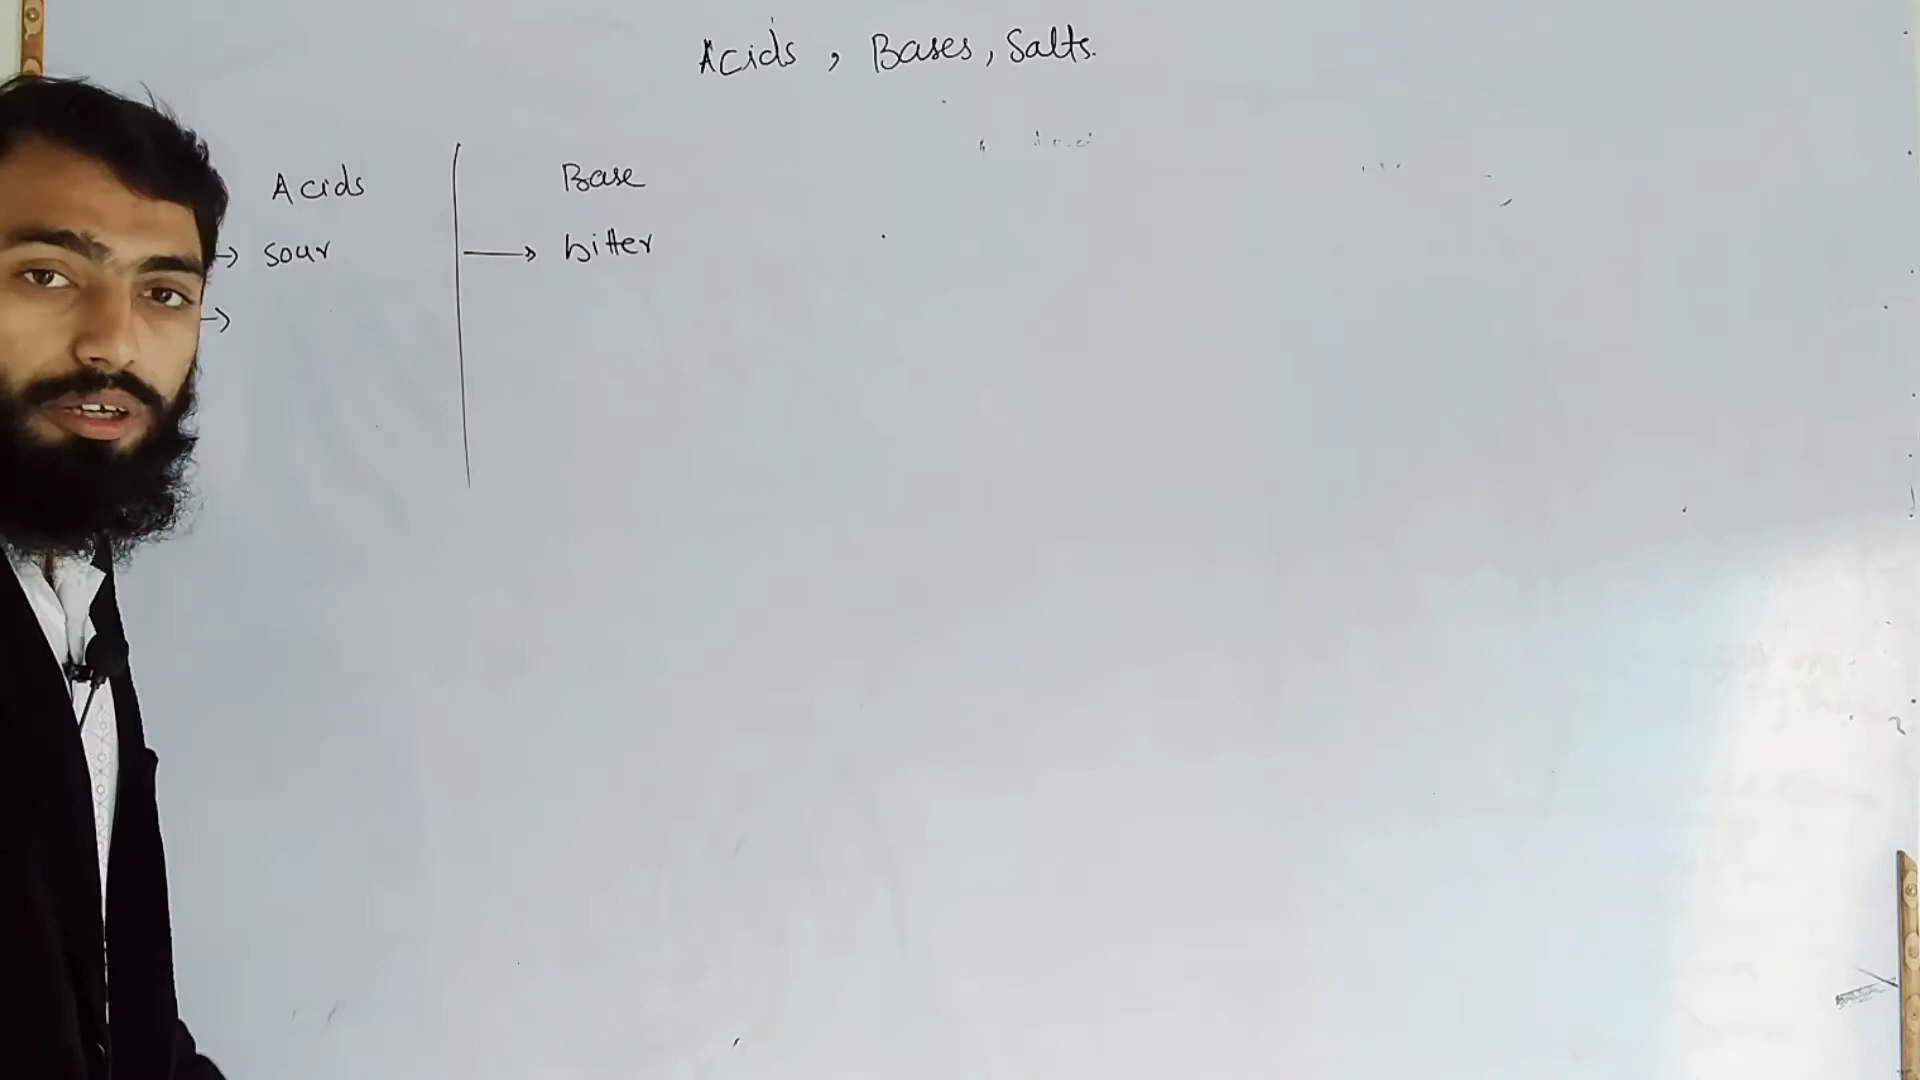 Acids, Bases, Salts.
Acids
Base
→ sour
→ bitter
→